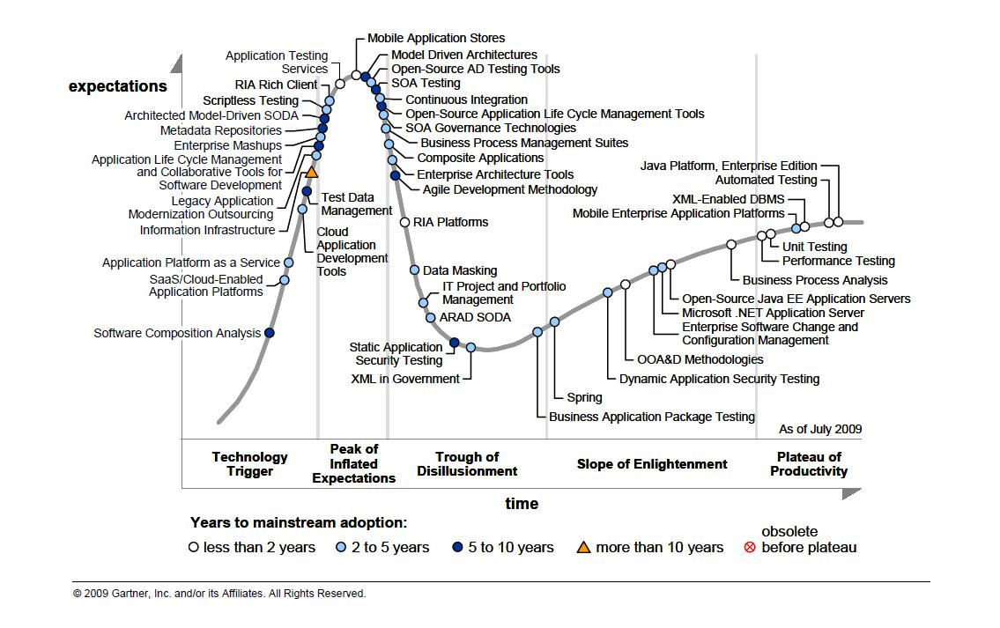 expectations
Application Testing
Services
RIA Rich Client
Scriptless Testing
Architected Model-Driven SODA
Metadata Repositories
Enterprise Mashups
Application Life Cycle Management
and Collaborative Tools for
Software Development
Legacy Application
Modernization Outsourcing
Information Infrastructure
Application Platform as a Service
SaaS/Cloud-Enabled
Application Platforms
Software Composition Analysis
Test Data
Management
Cloud
Application
Development
Tools
Mobile Application Stores
Model Driven Architectures
Open-Source AD Testing Tools
SOA Testing
Continuous Integration
Open-Source Application Life Cycle Management Tools
SOA Governance Technologies
Business Process Management Suites
Composite Applications
Enterprise Architecture Tools
Agile Development Methodology
RIA Platforms
Data Masking
IT Project and Portfolio
Management
ARAD SODA
Static Application
Security Testing
XML in Government
Java Platform, Enterprise Edition
Automated Testing
XML-Enabled DBMS
Mobile Enterprise Application Platforms
Unit Testing
Performance Testing
Business Process Analysis
Open-Source Java EE Application Servers
Microsoft .NET Application Server
Enterprise Software Change and
Configuration Management
OOA&D Methodologies
Dynamic Application Security Testing
Spring
Business Application Package Testing
As of July 2009
Technology
Trigger
Peak of
Inflated
Expectations
Trough of
Disillusionment
Slope of Enlightenment
Plateau of
Productivity
time
Years to mainstream adoption:
less than 2 years
2 to 5 years
5 to 10 years
more than 10 years
obsolete
before plateau
© 2009 Gartner, Inc. and/or its Affiliates. All Rights Reserved.